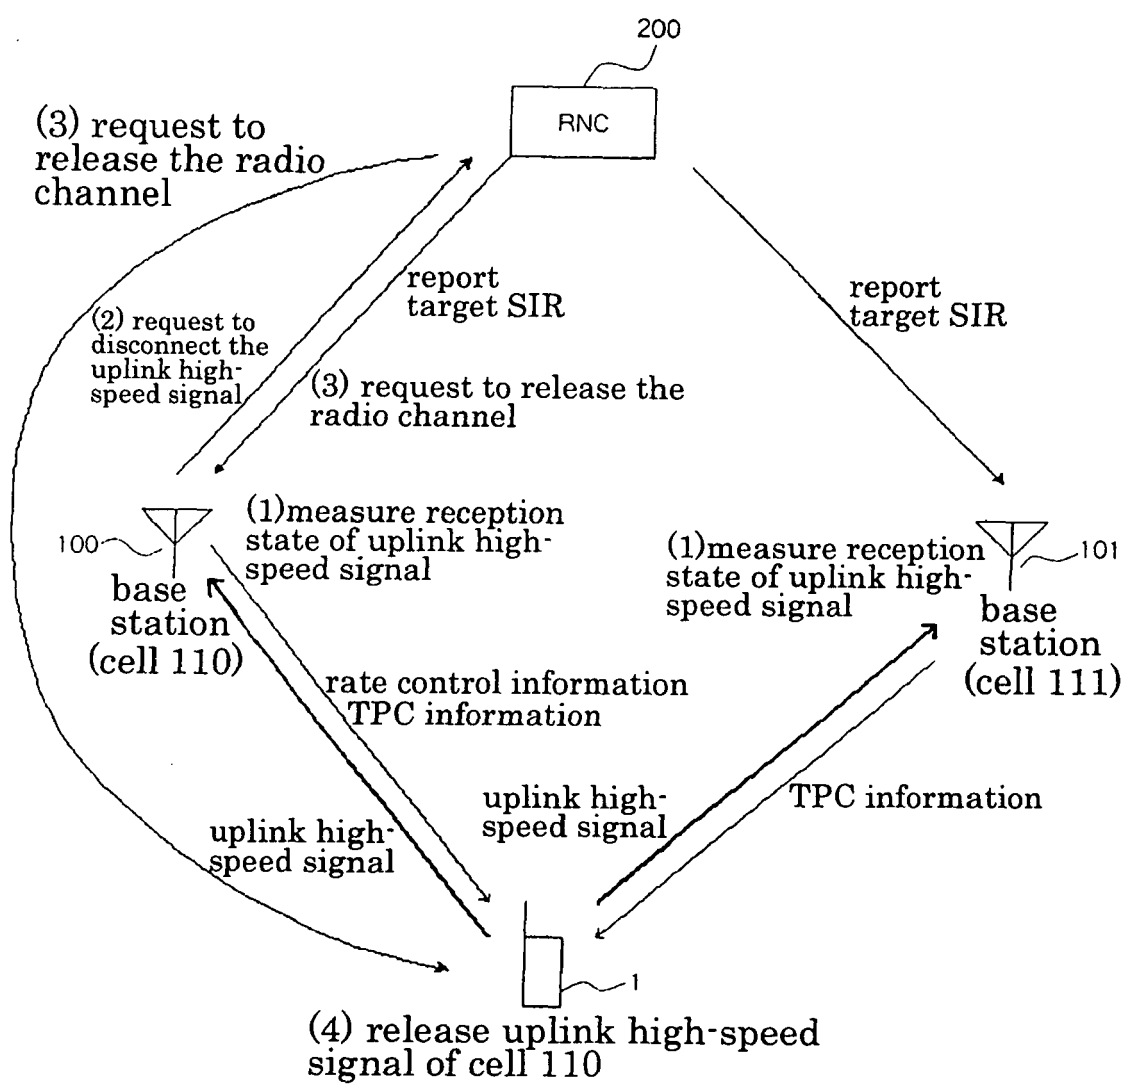 200
RNC
(3) request to
release the radio
channel
report
target SIR
report
target SIR
(2) request to
disconnect the
uplink high-
speed signal
(3) request to release the
radio channel
100
(1)measure reception
state of uplink high-
speed signal
base
station
(cell 110)
(1)measure reception
state of uplink high-
speed signal
101
base
station
(cell 111)
rate control information
TPC information
uplink high-
speed signal
TPC information
uplink high-
speed signal
1
(4) release uplink high-speed
signal of cell 110